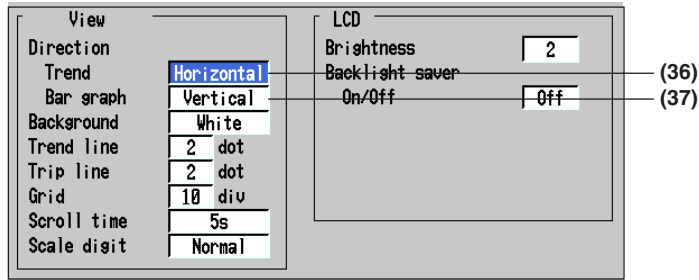 View
Direction
Trend Horizontal
Bar graph Vertical
Background White
Trend line 2 dot
Trip line 2 dot
Grid 10 div
Scroll time 5s
Scale digit Normal
LCD
Brightness 2
Backlight saver
On/Off Off
(36)
(37)